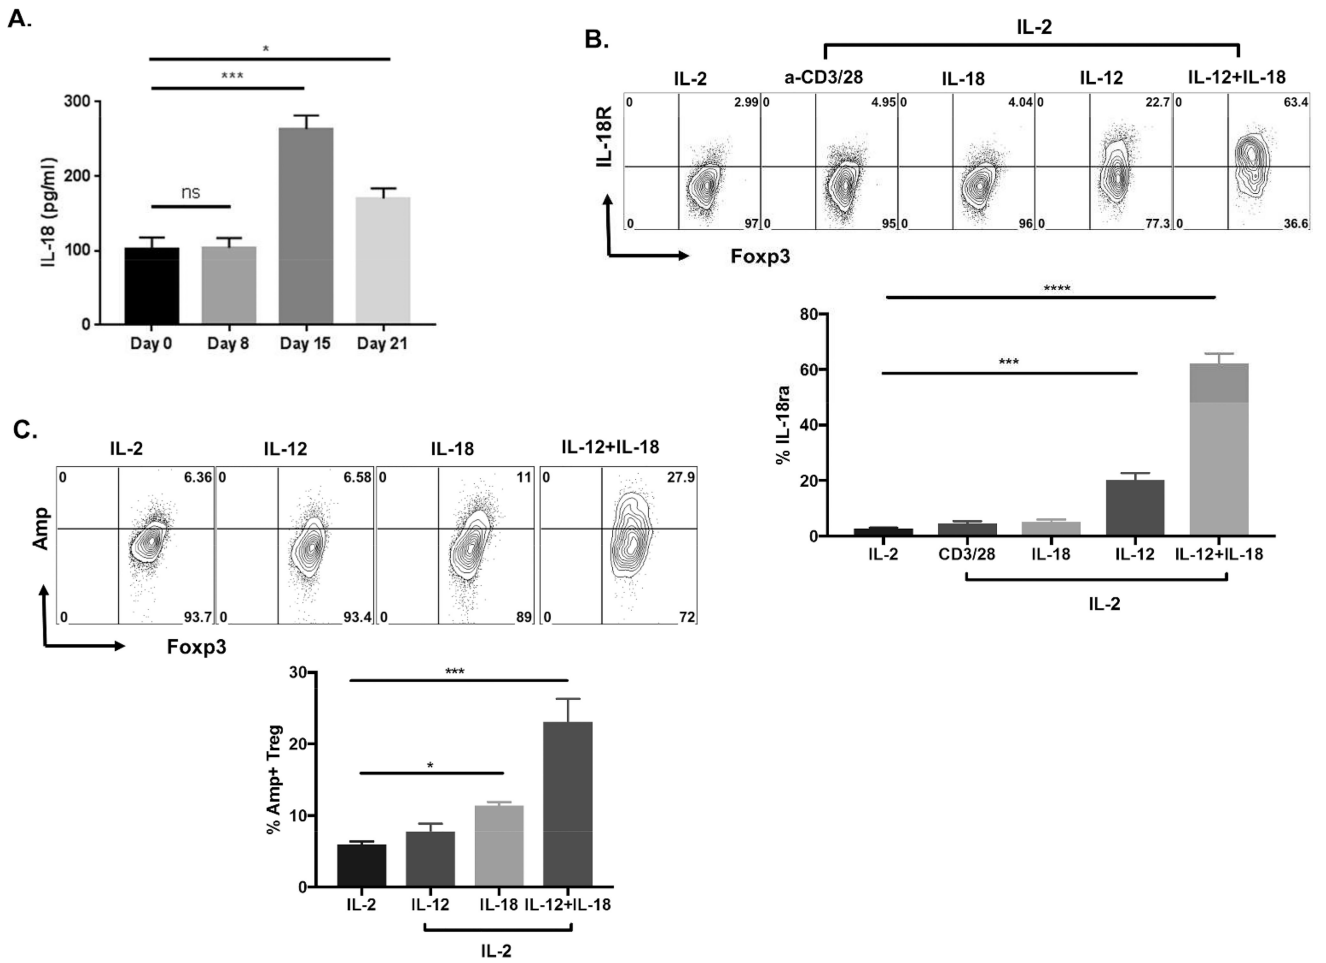 A.
*
***
ns
300
200
100
0
IL-18 (pg/ml)
Day 0 Day 8 Day 15 Day 21
B.
IL-2
IL-2 a-CD3/28 IL-18 IL-12 IL-12+IL-18
0 2.99 0 4.95 0 4.04 0 22.7 0 63.4
0 97 0 95 0 96 0 77.3 0 36.6
IL-18R
Foxp3
****
***
80
60
40
20
0
% IL-18ra
IL-2 CD3/28 IL-18 IL-12 IL-12+IL-18
IL-2
C.
IL-2 IL-12 IL-18 IL-12+IL-18
0 6.36 0 6.58 0 11 0 27.9
0 93.7 0 93.4 0 89 0 72
Amp
Foxp3
***
*
30
20
10
0
% Amp+ Treg
IL-2 IL-12 IL-18 IL-12+IL-18
IL-2